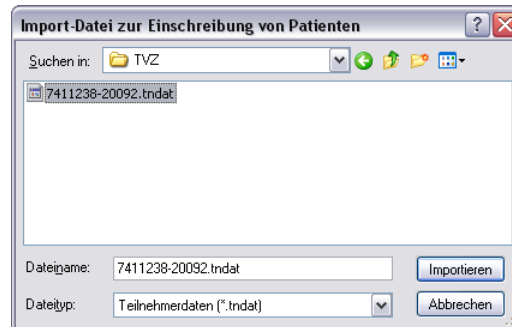 Import-Datei zur Einschreibung von Patienten
Suchen in: TVZ
7411238-20092.tndat
Dateiname: 7411238-20092.tndat Importieren
Dateityp: Teilnehmerdaten (*.tndat) Abbrechen